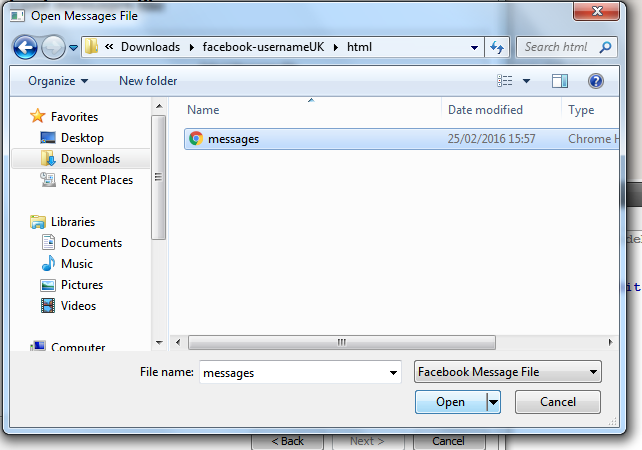 Open Messages File
« Downloads facebook-usernameUK html Search html
Organize New folder
Name Date modified Type
Favorites
Desktop
Downloads
Recent Places
Libraries
Documents
Music
Pictures
Videos
Computer
messages 25/02/2016 15:57 Chrome H
File name: messages Facebook Message File
Open Cancel
< Back Next > Cancel
it